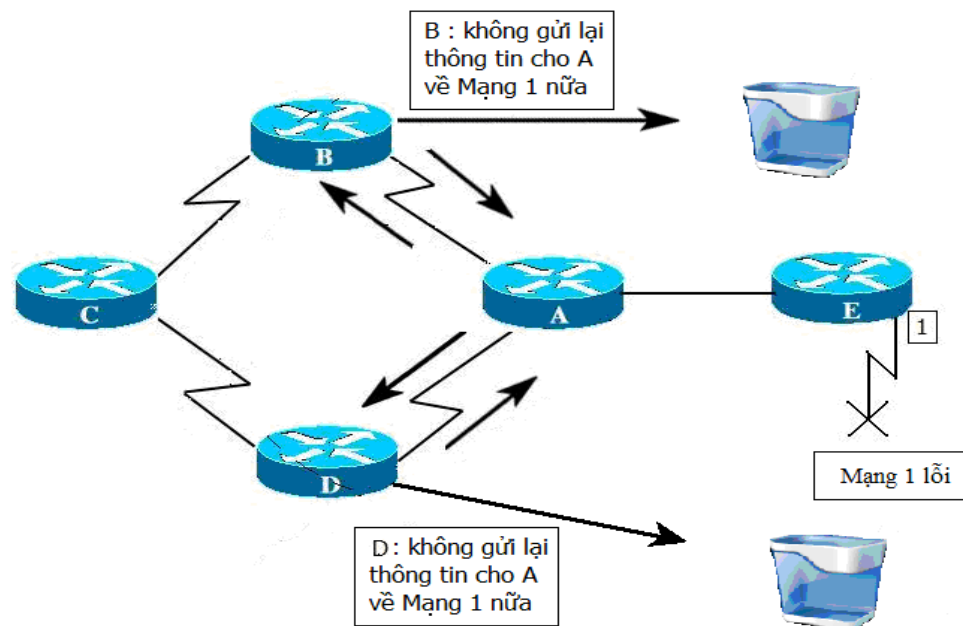 B : không gửi lại
thông tin cho A
về Mạng 1 nữa
B
C
A
E
1
D
Mạng 1 lỗi
D : không gửi lại
thông tin cho A
về Mạng 1 nữa